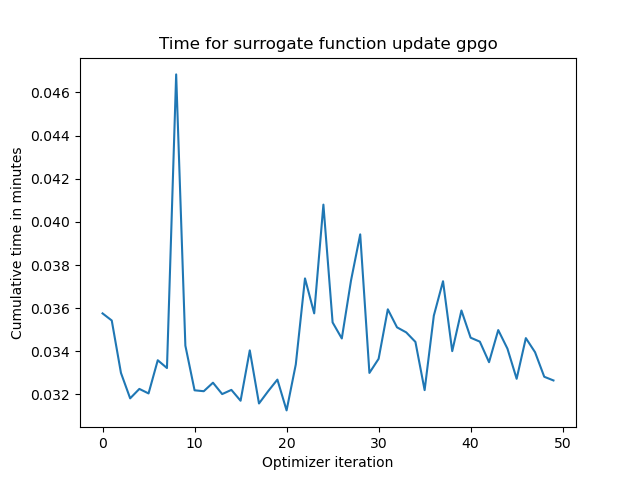 Time for surrogate function update gpgo
Cumulative time in minutes
0.046
0.044
0.042
0.040
0.038
0.036
0.034
0.032
0 10 20 30 40 50
Optimizer iteration